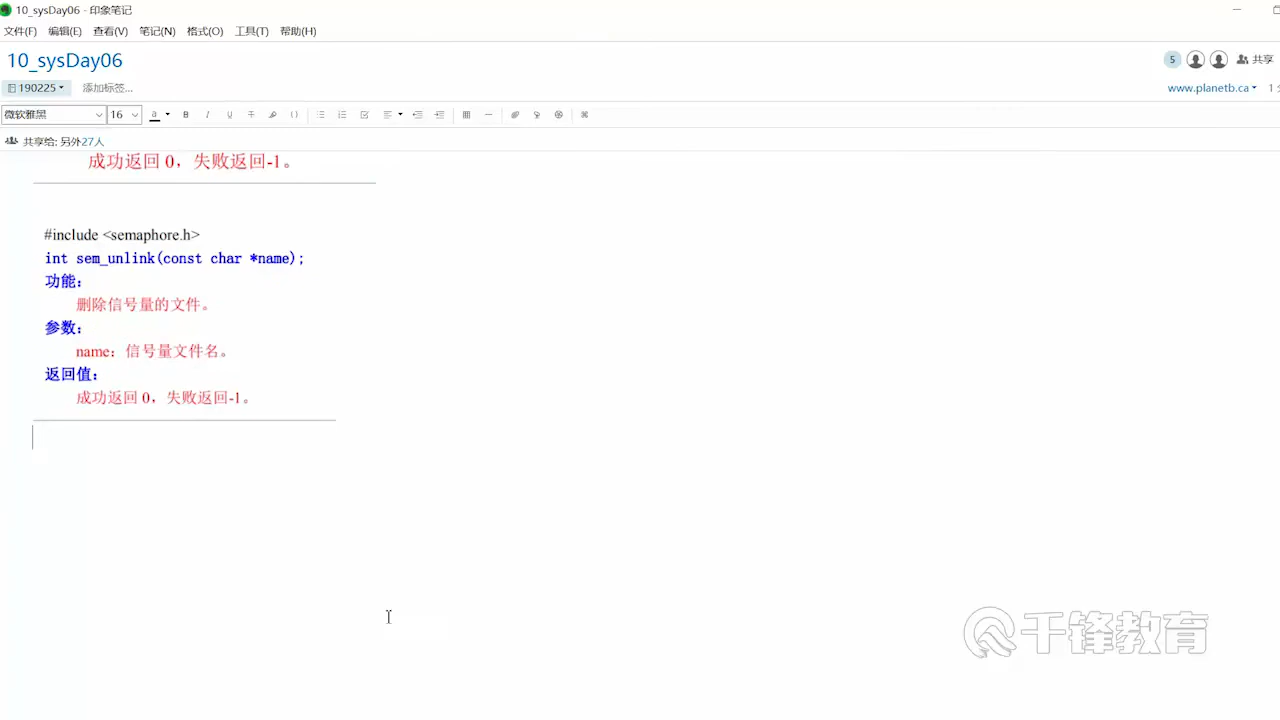 10_sysDay06 - 印象笔记
文件(F) 编辑(E) 查看(V) 笔记(N) 格式(O) 工具(T) 帮助(H)
10_sysDay06
5 共享
190225 添加标签...
www.planetb.ca 1
微软雅黑 16
共享给: 另外27人
成功返回 0，失败返回-1。
#include <semaphore.h>
int sem_unlink(const char *name);
功能：
删除信号量的文件。
参数：
name：信号量文件名。
返回值：
成功返回 0，失败返回-1。
千锋教育